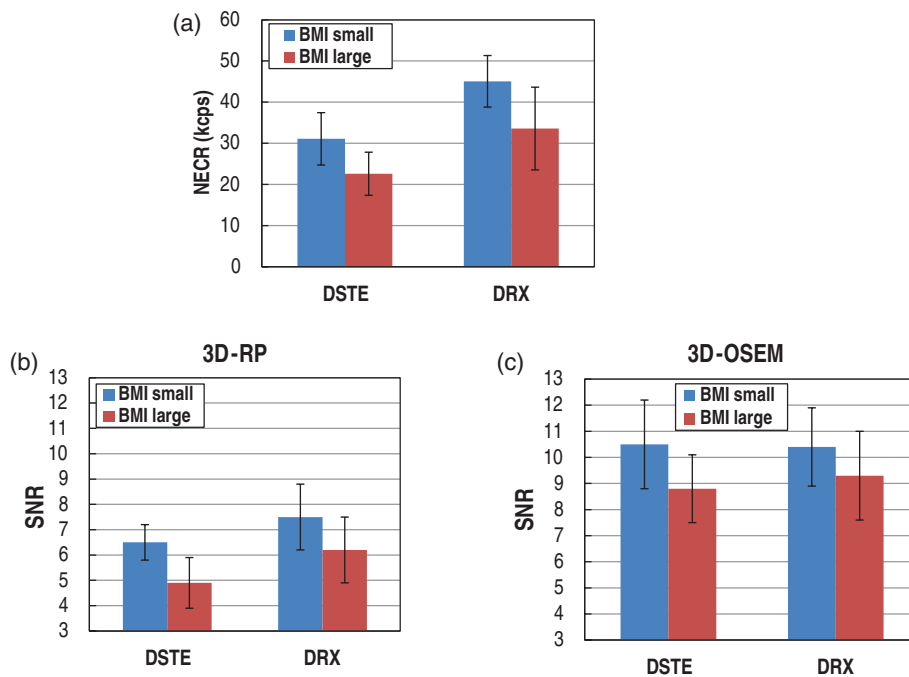 (a)
60
50
40
30
20
10
0
NECR (kcps)
BMI small
BMI large
DSTE
DRX
(b)
3D-RP
13
12
11
10
9
8
7
6
5
4
3
SNR
BMI small
BMI large
DSTE
DRX
(c)
3D-OSEM
13
12
11
10
9
8
7
6
5
4
3
SNR
BMI small
BMI large
DSTE
DRX